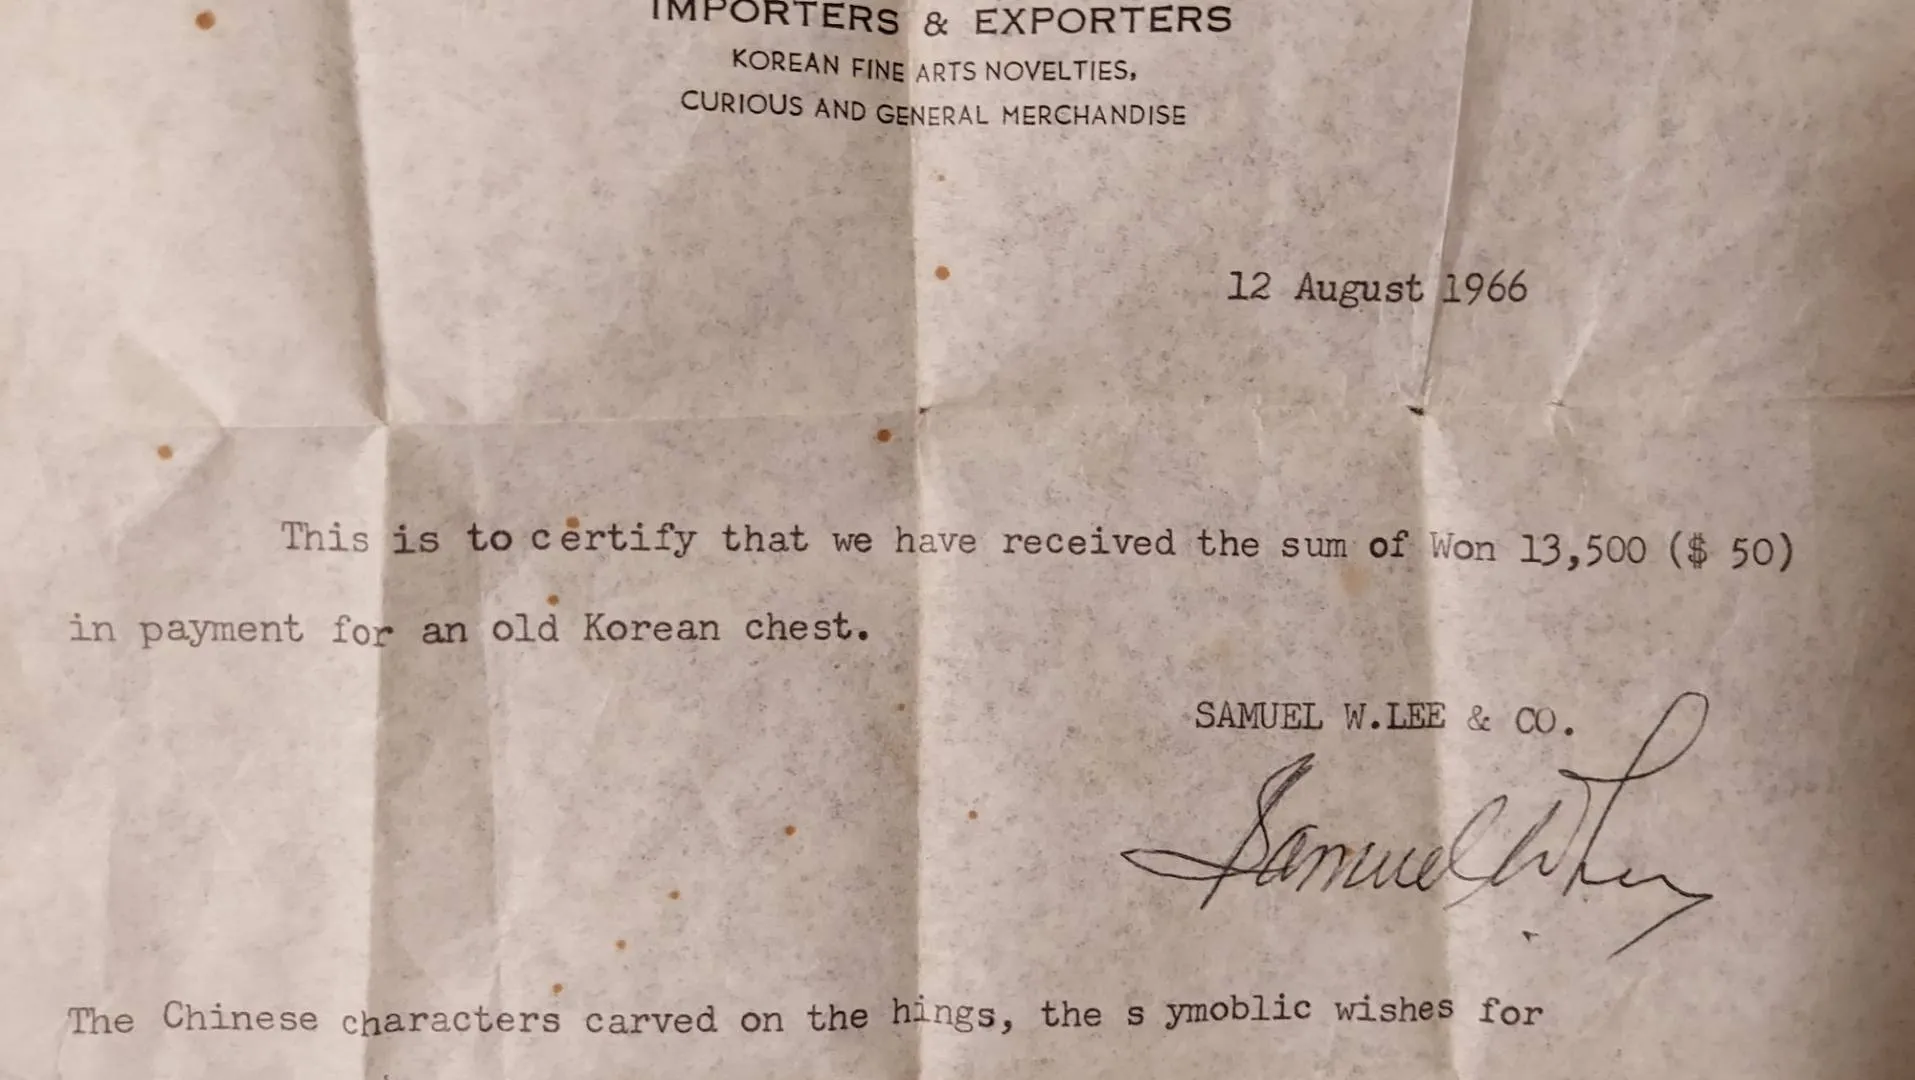 IMPORTERS & EXPORTERS
KOREAN FINE ARTS NOVELTIES,
CURIOUS AND GENERAL MERCHANDISE
12 August 1966
This is to certify that we have received the sum of Won 13,500 ($ 50)
in payment for an old Korean chest.
SAMUEL W.LEE & CO.
Samuel W Lee
The Chinese characters carved on the hings, the s ymoblic wishes for